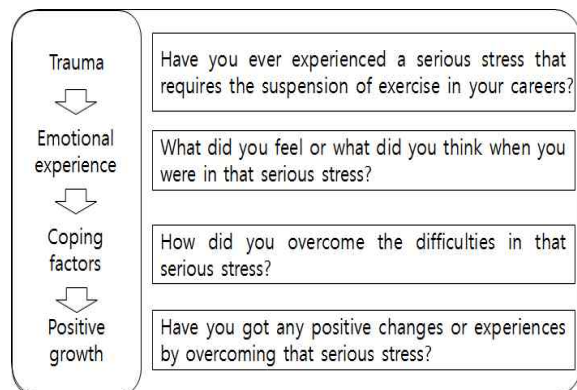 Trauma
Have you ever experienced a serious stress that
requires the suspension of exercise in your careers?
Emotional
experience
What did you feel or what did you think when you
were in that serious stress?
Coping
factors
How did you overcome the difficulties in that
serious stress?
Positive
growth
Have you got any positive changes or experiences
by overcoming that serious stress?